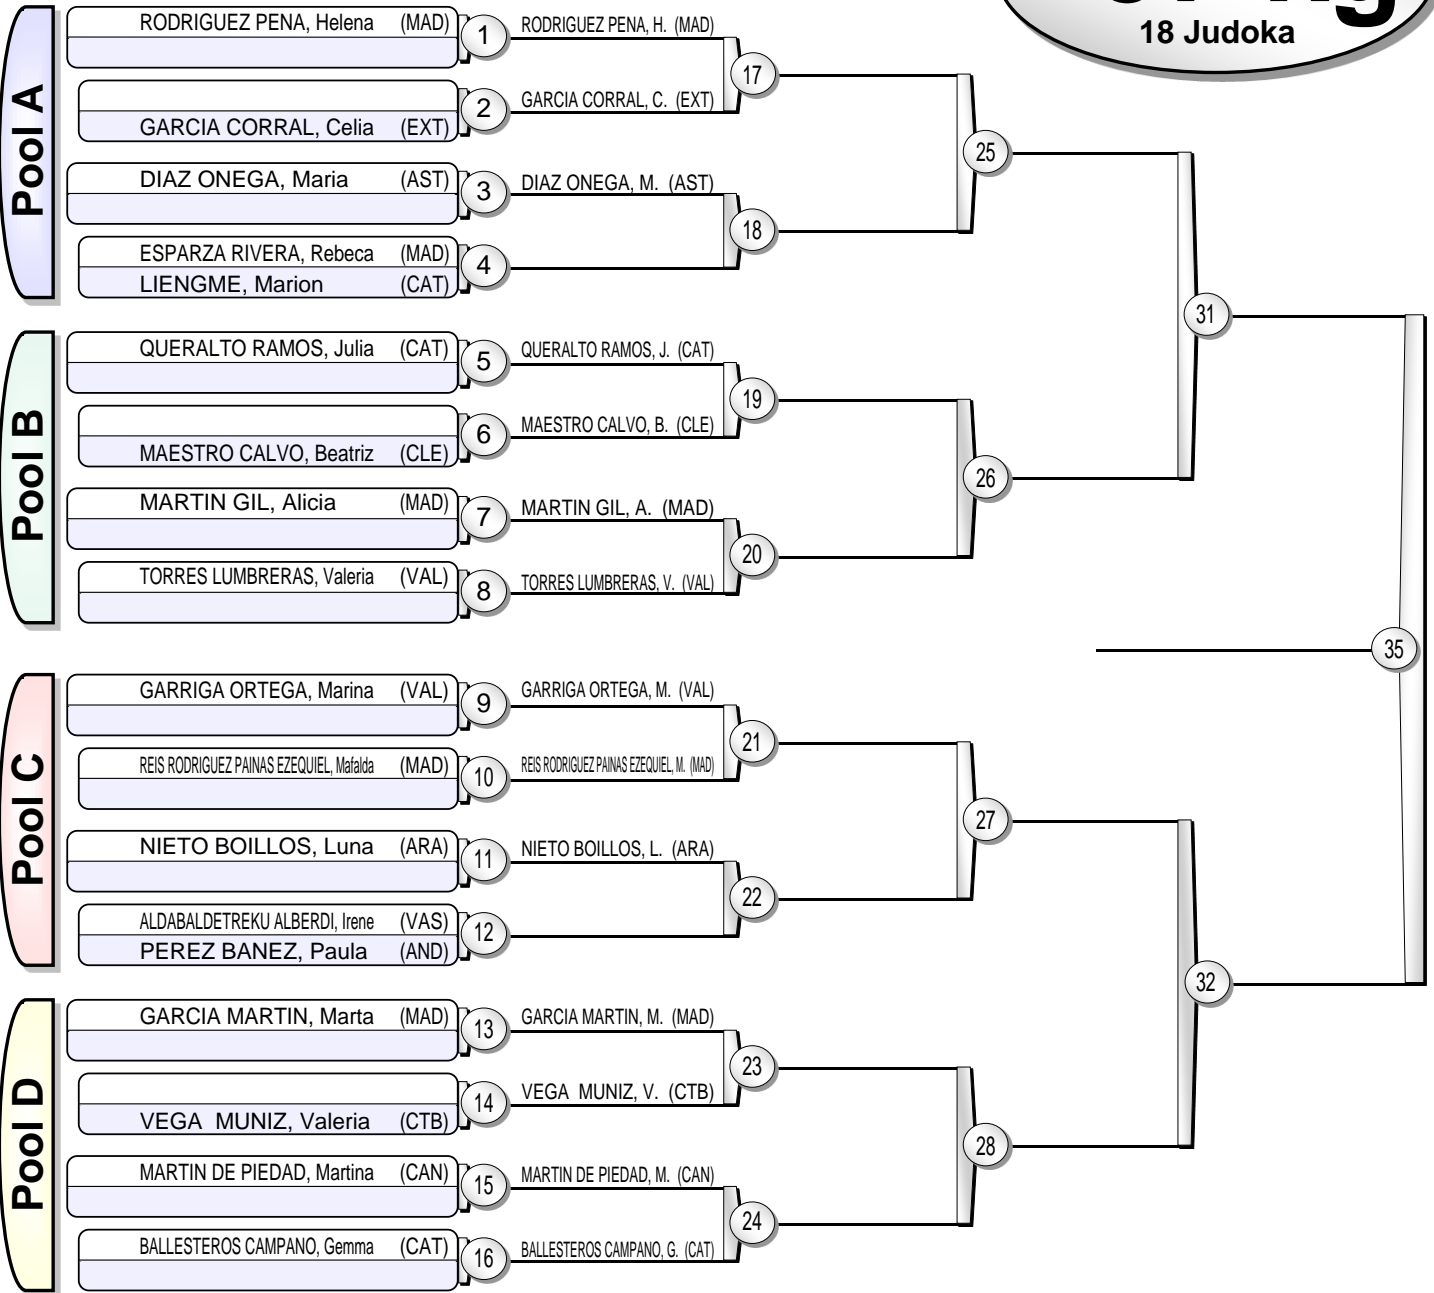 18 Judoka
Pool A
RODRIGUEZ PENA, Helena (MAD)
1
RODRIGUEZ PENA, H. (MAD)
17
2
GARCIA CORRAL, C. (EXT)
GARCIA CORRAL, Celia (EXT)
25
DIAZ ONEGA, Maria (AST)
3
DIAZ ONEGA, M. (AST)
18
ESPARZA RIVERA, Rebeca (MAD)
4
LIENGME, Marion (CAT)
31
Pool B
QUERALTO RAMOS, Julia (CAT)
5
QUERALTO RAMOS, J. (CAT)
19
6
MAESTRO CALVO, B. (CLE)
MAESTRO CALVO, Beatriz (CLE)
26
MARTIN GIL, Alicia (MAD)
7
MARTIN GIL, A. (MAD)
20
TORRES LUMBRERAS, Valeria (VAL)
8
TORRES LUMBRERAS, V. (VAL)
35
Pool C
GARRIGA ORTEGA, Marina (VAL)
9
GARRIGA ORTEGA, M. (VAL)
21
REIS RODRIGUEZ PAINAS EZEQUIEL, Mafalda (MAD)
10
REIS RODRIGUEZ PAINAS EZEQUIEL, M. (MAD)
27
NIETO BOILLOS, Luna (ARA)
11
NIETO BOILLOS, L. (ARA)
22
ALDABALDETREKU ALBERDI, Irene (VAS)
12
PEREZ BANEZ, Paula (AND)
32
Pool D
GARCIA MARTIN, Marta (MAD)
13
GARCIA MARTIN, M. (MAD)
23
14
VEGA MUNIZ, V. (CTB)
VEGA MUNIZ, Valeria (CTB)
28
MARTIN DE PIEDAD, Martina (CAN)
15
MARTIN DE PIEDAD, M. (CAN)
24
BALLESTEROS CAMPANO, Gemma (CAT)
16
BALLESTEROS CAMPANO, G. (CAT)